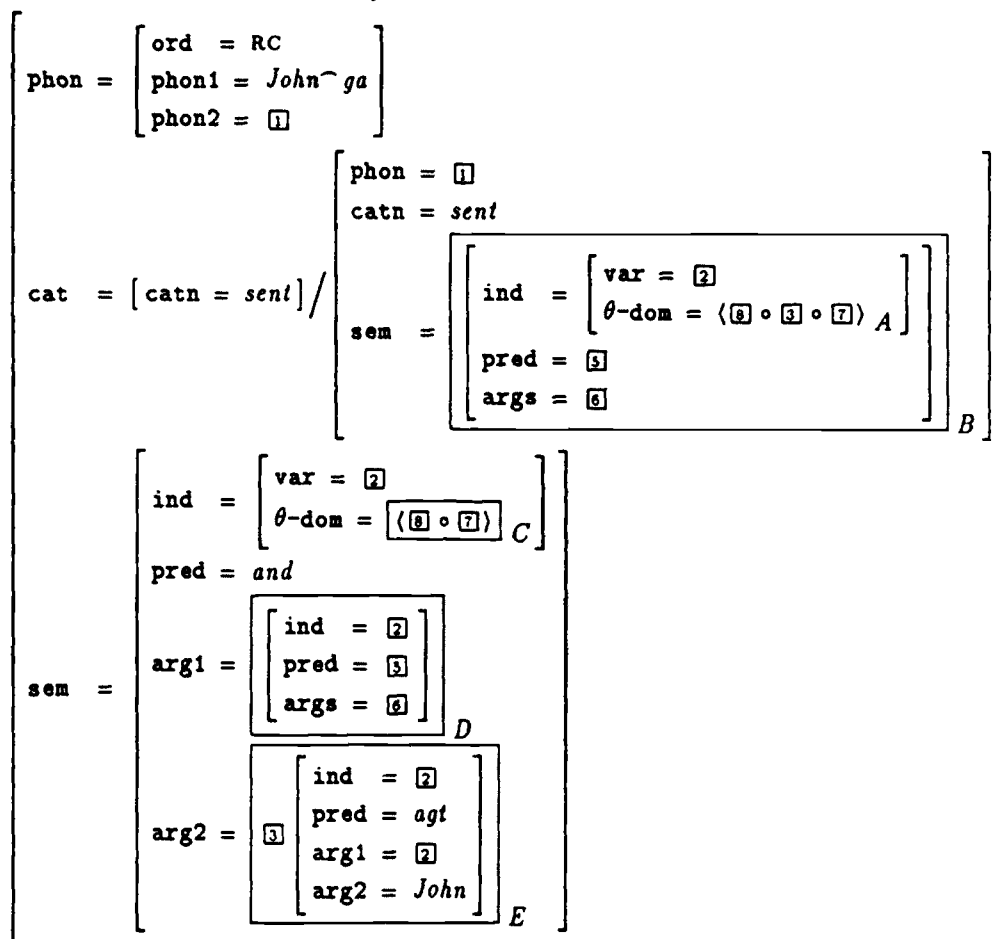 ord = RC
phon = phon1 = John⁀ga
phon2 = 1
phon = 1
catn = sent
cat = [catn = sent]/
ind = var = 2
θ-dom = ⟨8 ∘ 3 ∘ 7⟩ A
sem =
pred = 5
args = 6
B
ind = var = 2
θ-dom = ⟨8 ∘ 7⟩ C
pred = and
ind = 2
arg1 = pred = 5
args = 6
D
sem =
ind = 2
pred = agt
arg2 = 3
arg1 = 2
arg2 = John
E